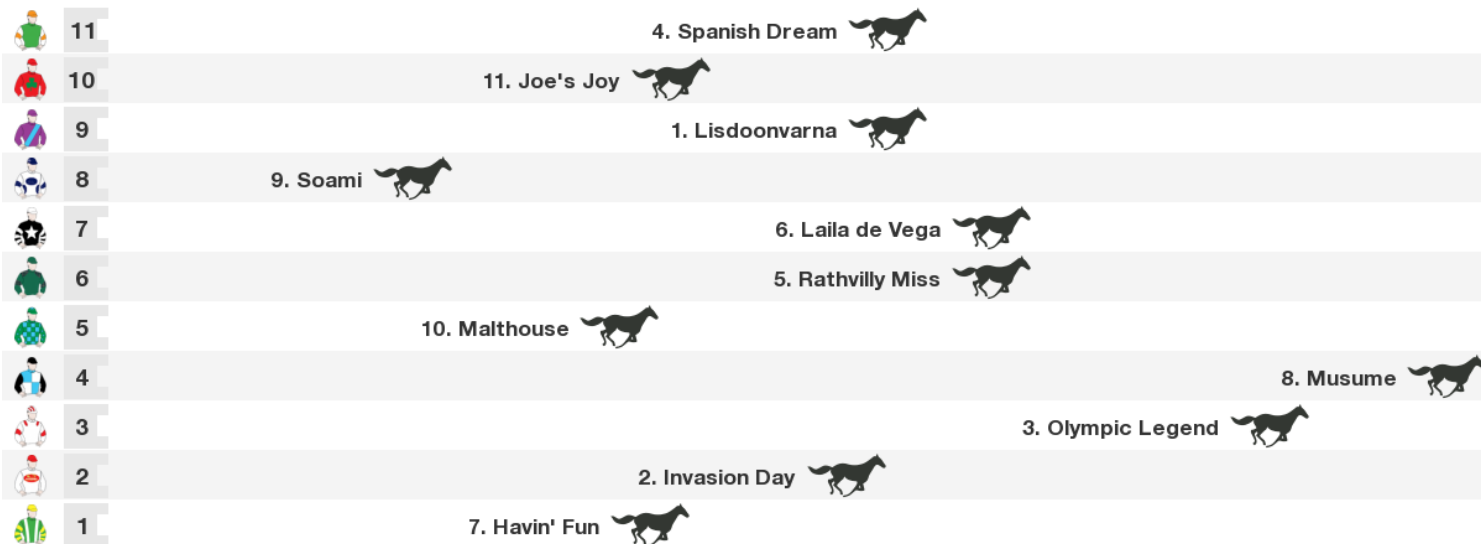 11 4. Spanish Dream
10 11. Joe's Joy
9 1. Lisdoonvarna
8 9. Soami
7 6. Laila de Vega
6 5. Rathvilly Miss
5 10. Malthouse
4 8. Musume
3 3. Olympic Legend
2 2. Invasion Day
1 7. Havin' Fun